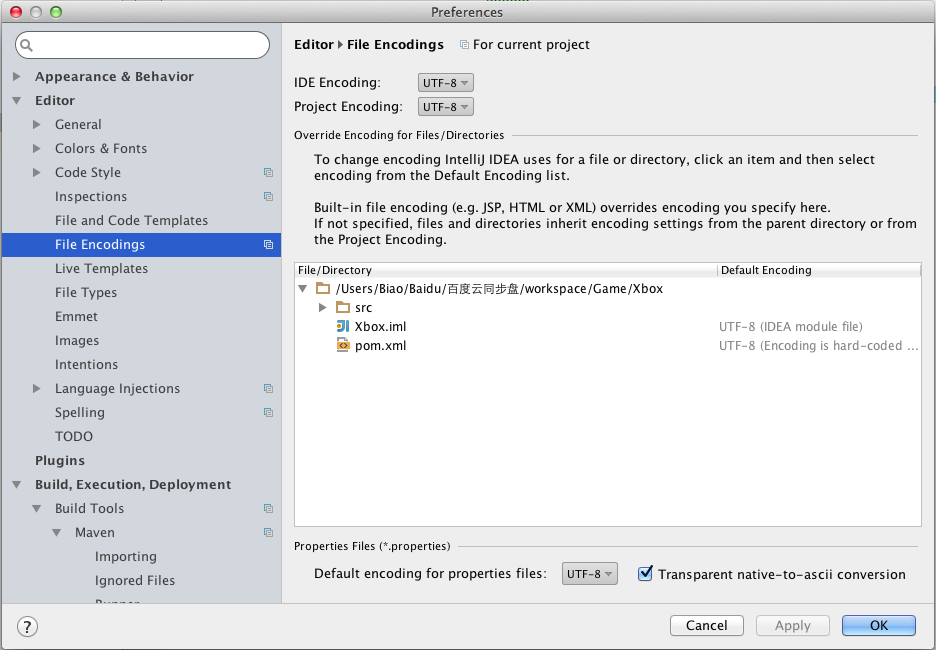 Preferences
Appearance & Behavior
Editor
General
Colors & Fonts
Code Style
Inspections
File and Code Templates
File Encodings
Live Templates
File Types
Emmet
Images
Intentions
Language Injections
Spelling
TODO
Plugins
Build, Execution, Deployment
Build Tools
Maven
Importing
Ignored Files
Runner
Editor File Encodings For current project
IDE Encoding: UTF-8
Project Encoding: UTF-8
Override Encoding for Files/Directories
To change encoding IntelliJ IDEA uses for a file or directory, click an item and then select
encoding from the Default Encoding list.
Built-in file encoding (e.g. JSP, HTML or XML) overrides encoding you specify here.
If not specified, files and directories inherit encoding settings from the parent directory or from
the Project Encoding.
File/Directory Default Encoding
/Users/Biao/Baidu/百度云同步盘/workspace/Game/Xbox
src
Xbox.iml UTF-8 (IDEA module file)
pom.xml UTF-8 (Encoding is hard-coded ...
Properties Files (*.properties)
Default encoding for properties files: UTF-8 Transparent native-to-ascii conversion
? Cancel Apply OK